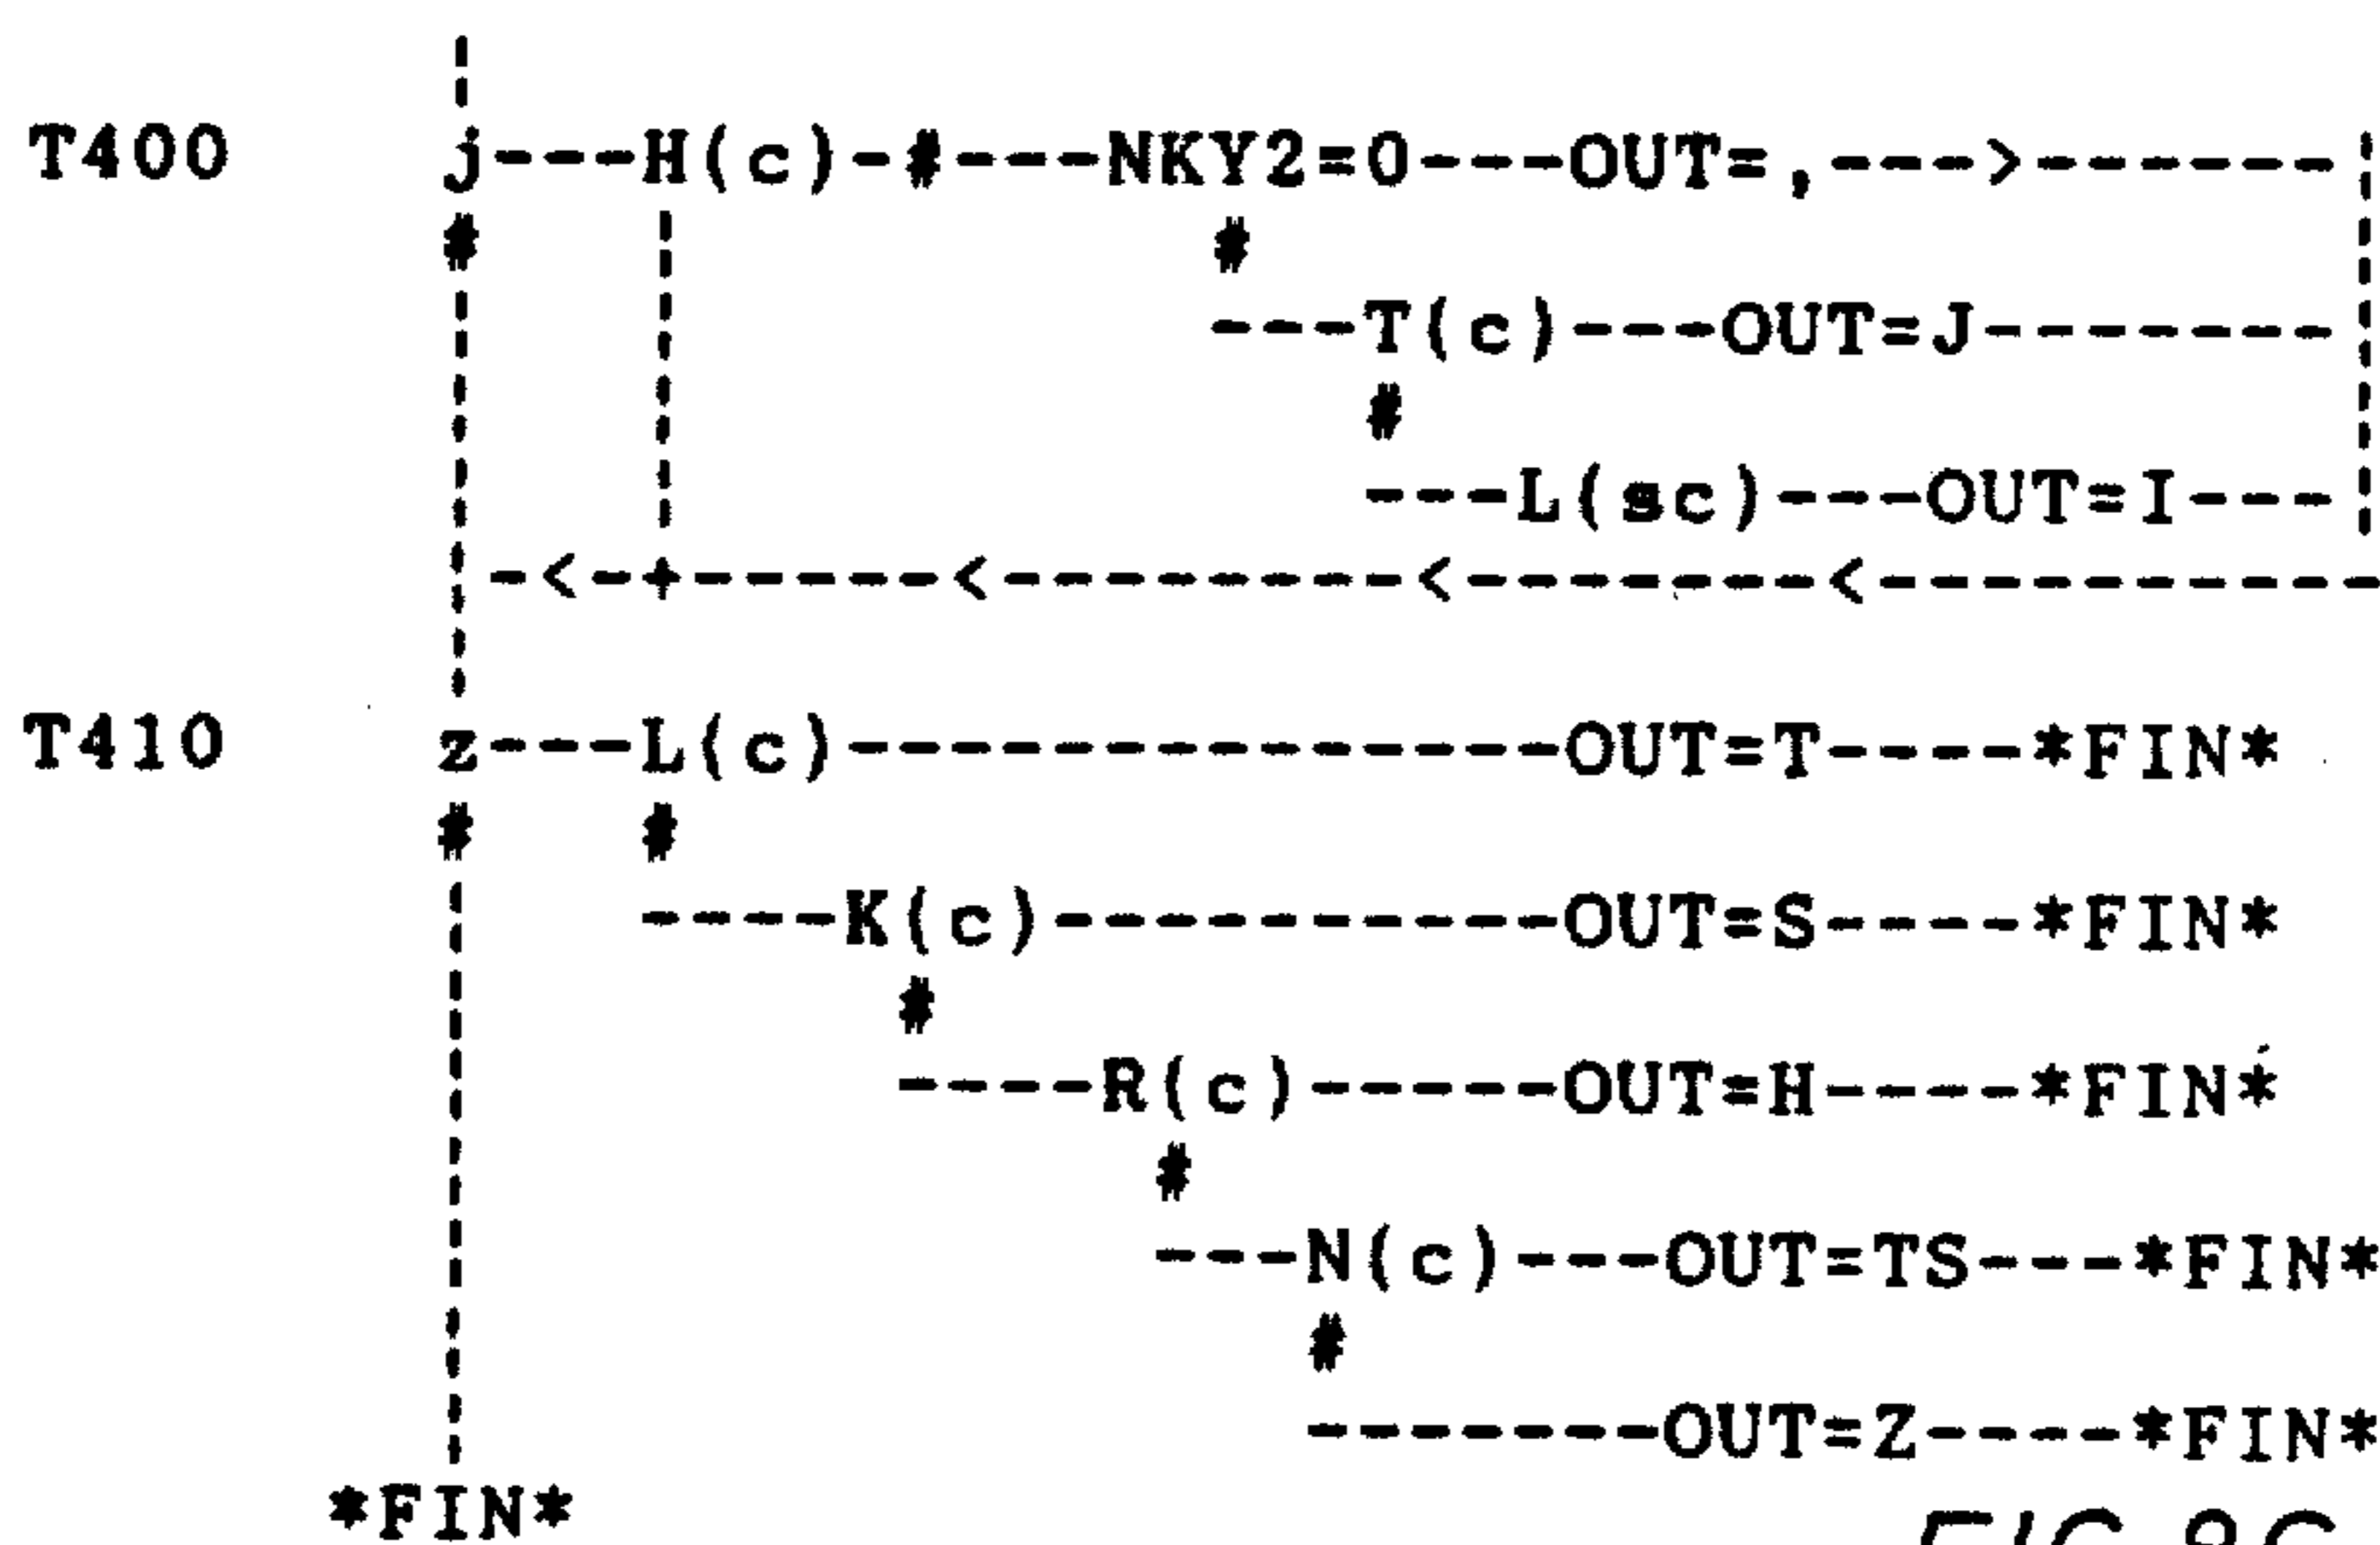 T400 j---H(c)-#---NKY2=0---OUT=,--->------
# #
---T(c)---OUT=J-------
#
---L(sc)---OUT=I---
-<-+-----<--------<-------<----------
T410 z---L(c)--------------OUT=T----*FIN*
# #
----K(c)----------OUT=S----*FIN*
#
----R(c)-----OUT=H----*FIN*
#
---N(c)---OUT=TS---*FIN*
#
-------OUT=Z----*FIN*
*FIN*